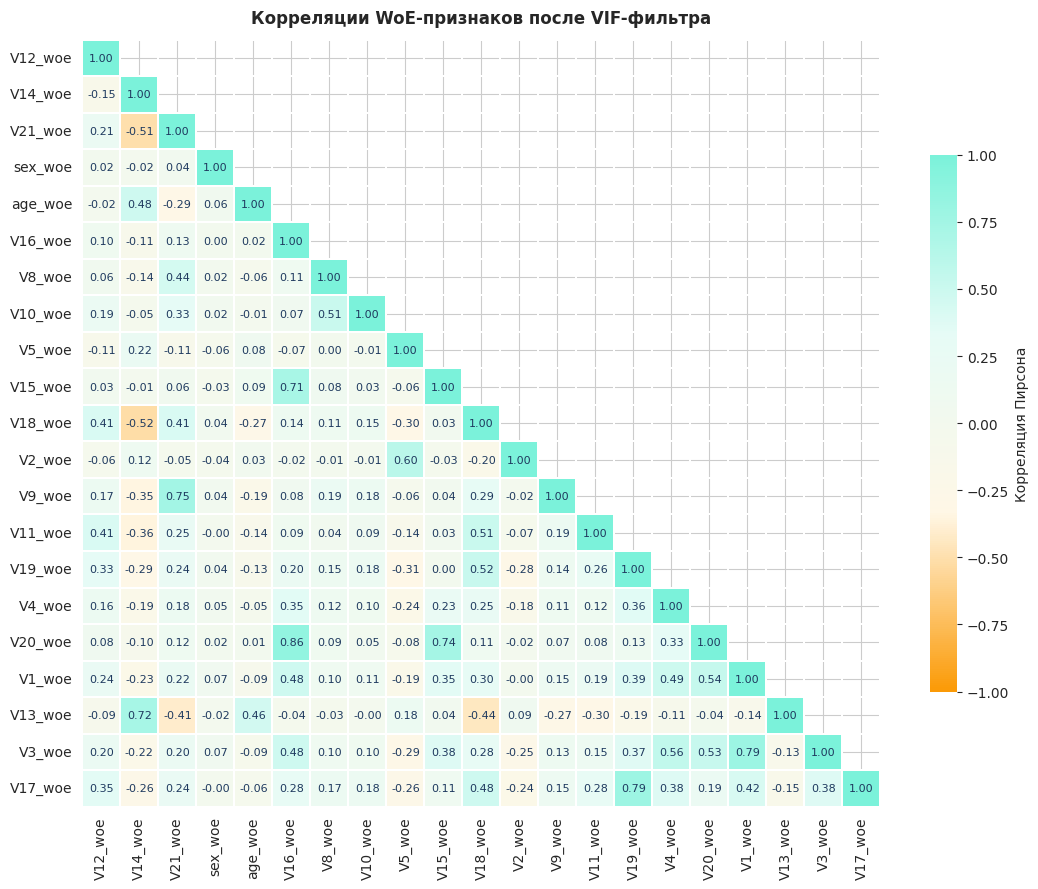 Корреляции WoE-признаков после VIF-фильтра
V12_woe 1.00
V14_woe -0.15 1.00
V21_woe 0.21 -0.51 1.00
sex_woe 0.02 -0.02 0.04 1.00
age_woe -0.02 0.48 -0.29 0.06 1.00
V16_woe 0.10 -0.11 0.13 0.00 0.02 1.00
V8_woe 0.06 -0.14 0.44 0.02 -0.06 0.11 1.00
V10_woe 0.19 -0.05 0.33 0.02 -0.01 0.07 0.51 1.00
V5_woe -0.11 0.22 -0.11 -0.06 0.08 -0.07 0.00 -0.01 1.00
V15_woe 0.03 -0.01 0.06 -0.03 0.09 0.71 0.08 0.03 -0.06 1.00
V18_woe 0.41 -0.52 0.41 0.04 -0.27 0.14 0.11 0.15 -0.30 0.03 1.00
V2_woe -0.06 0.12 -0.05 -0.04 0.03 -0.02 -0.01 -0.01 0.60 -0.03 -0.20 1.00
V9_woe 0.17 -0.35 0.75 0.04 -0.19 0.08 0.19 0.18 -0.06 0.04 0.29 -0.02 1.00
V11_woe 0.41 -0.36 0.25 -0.00 -0.14 0.09 0.04 0.09 -0.14 0.03 0.51 -0.07 0.19 1.00
V19_woe 0.33 -0.29 0.24 0.04 -0.13 0.20 0.15 0.18 -0.31 0.00 0.52 -0.28 0.14 0.26 1.00
V4_woe 0.16 -0.19 0.18 0.05 -0.05 0.35 0.12 0.10 -0.24 0.23 0.25 -0.18 0.11 0.12 0.36 1.00
V20_woe 0.08 -0.10 0.12 0.02 0.01 0.86 0.09 0.05 -0.08 0.74 0.11 -0.02 0.07 0.08 0.13 0.33 1.00
V1_woe 0.24 -0.23 0.22 0.07 -0.09 0.48 0.10 0.11 -0.19 0.35 0.30 -0.00 0.15 0.19 0.39 0.49 0.54 1.00
V13_woe -0.09 0.72 -0.41 -0.02 0.46 -0.04 -0.03 -0.00 0.18 0.04 -0.44 0.09 -0.27 -0.30 -0.19 -0.11 -0.04 -0.14 1.00
V3_woe 0.20 -0.22 0.20 0.07 -0.09 0.48 0.10 0.10 -0.29 0.38 0.28 -0.25 0.13 0.15 0.37 0.56 0.53 0.79 -0.13 1.00
V17_woe 0.35 -0.26 0.24 -0.00 -0.06 0.28 0.17 0.18 -0.26 0.11 0.48 -0.24 0.15 0.28 0.79 0.38 0.19 0.42 -0.15 0.38 1.00
V12_woe V14_woe V21_woe sex_woe age_woe V16_woe V8_woe V10_woe V5_woe V15_woe V18_woe V2_woe V9_woe V11_woe V19_woe V4_woe V20_woe V1_woe V13_woe V3_woe V17_woe
1.00
0.75
0.50
0.25
0.00
−0.25
−0.50
−0.75
−1.00
Корреляция Пирсона